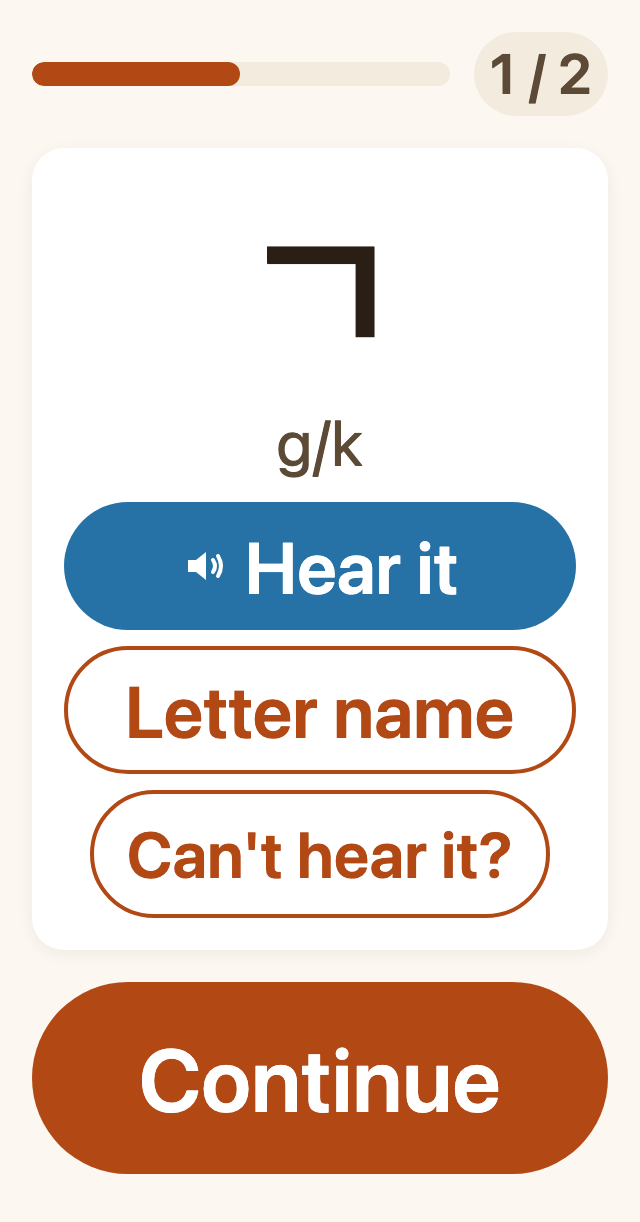 1 / 2
ㄱ
g/k
Hear it
Letter name
Can't hear it?
Continue